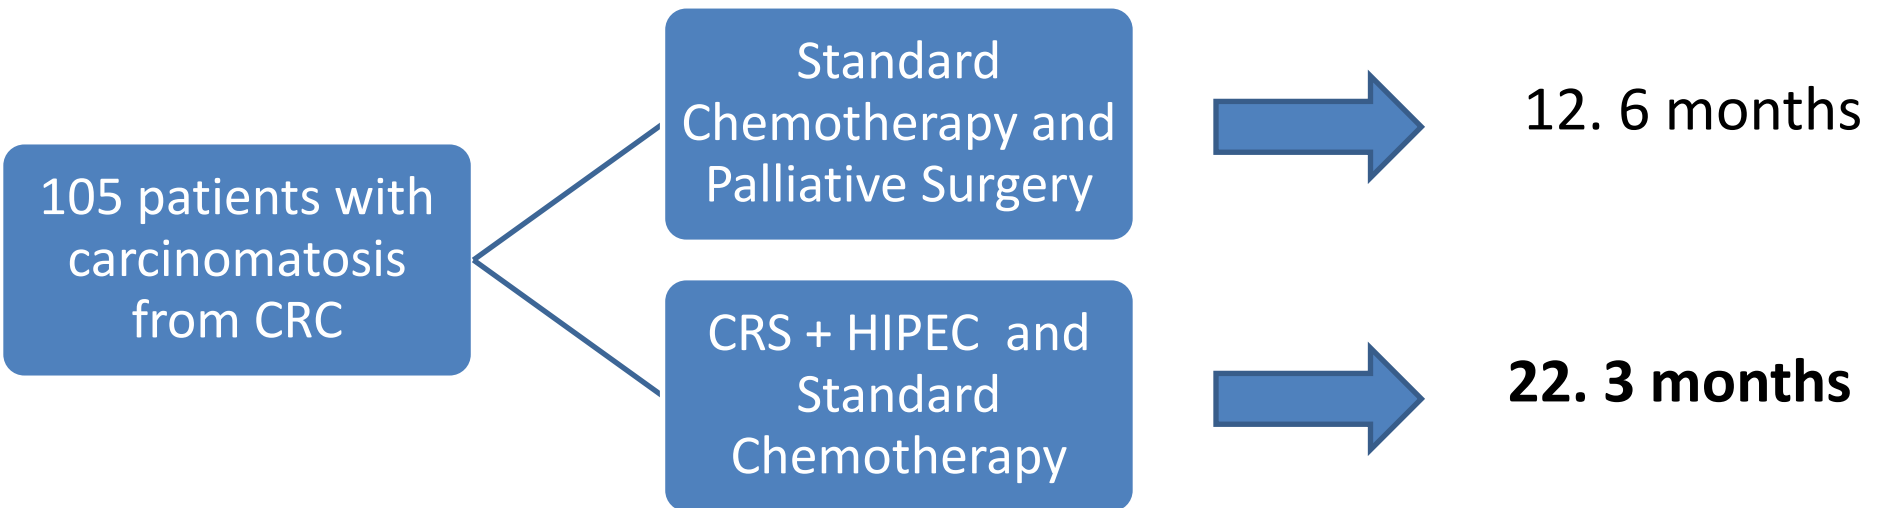 105 patients with
carcinomatosis
from CRC
Standard
Chemotherapy and
Palliative Surgery
12. 6 months
CRS + HIPEC  and
Standard
Chemotherapy
22. 3 months